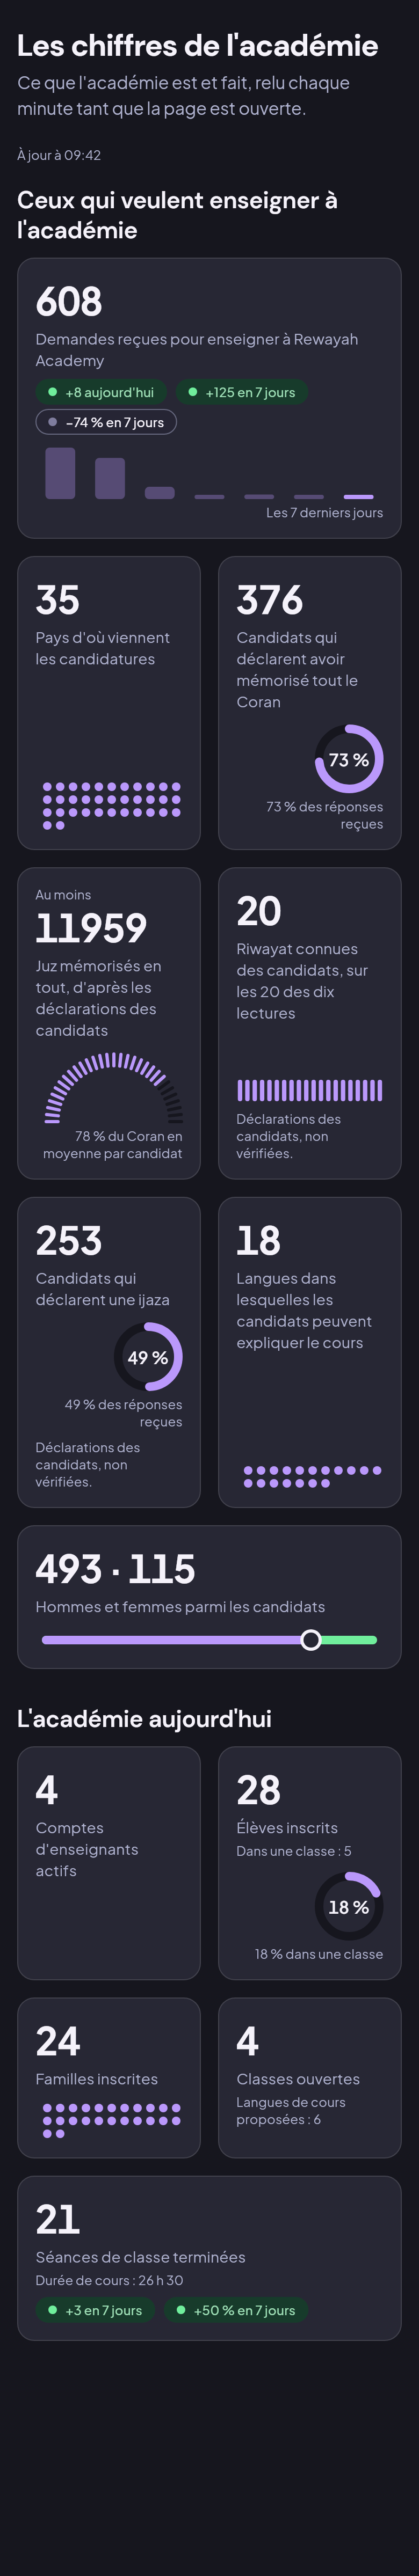 Les chiffres de l'académie
Ce que l'académie est et fait, relu chaque
minute tant que la page est ouverte.
À jour à 09:42
Ceux qui veulent enseigner à
l'académie
608
Demandes reçues pour enseigner à Rewayah
Academy
+8 aujourd'hui
+125 en 7 jours
−74 % en 7 jours
Les 7 derniers jours
35
Pays d'où viennent
les candidatures
376
Candidats qui
déclarent avoir
mémorisé tout le
Coran
73 %
73 % des réponses
reçues
Au moins
11959
Juz mémorisés en
tout, d'après les
déclarations des
candidats
78 % du Coran en
moyenne par candidat
20
Riwayat connues
des candidats, sur
les 20 des dix
lectures
Déclarations des
candidats, non
vérifiées.
253
Candidats qui
déclarent une ijaza
49 %
49 % des réponses
reçues
Déclarations des
candidats, non
vérifiées.
18
Langues dans
lesquelles les
candidats peuvent
expliquer le cours
493 · 115
Hommes et femmes parmi les candidats
L'académie aujourd'hui
4
Comptes
d'enseignants
actifs
28
Élèves inscrits
Dans une classe : 5
18 %
18 % dans une classe
24
Familles inscrites
4
Classes ouvertes
Langues de cours
proposées : 6
21
Séances de classe terminées
Durée de cours : 26 h 30
+3 en 7 jours
+50 % en 7 jours